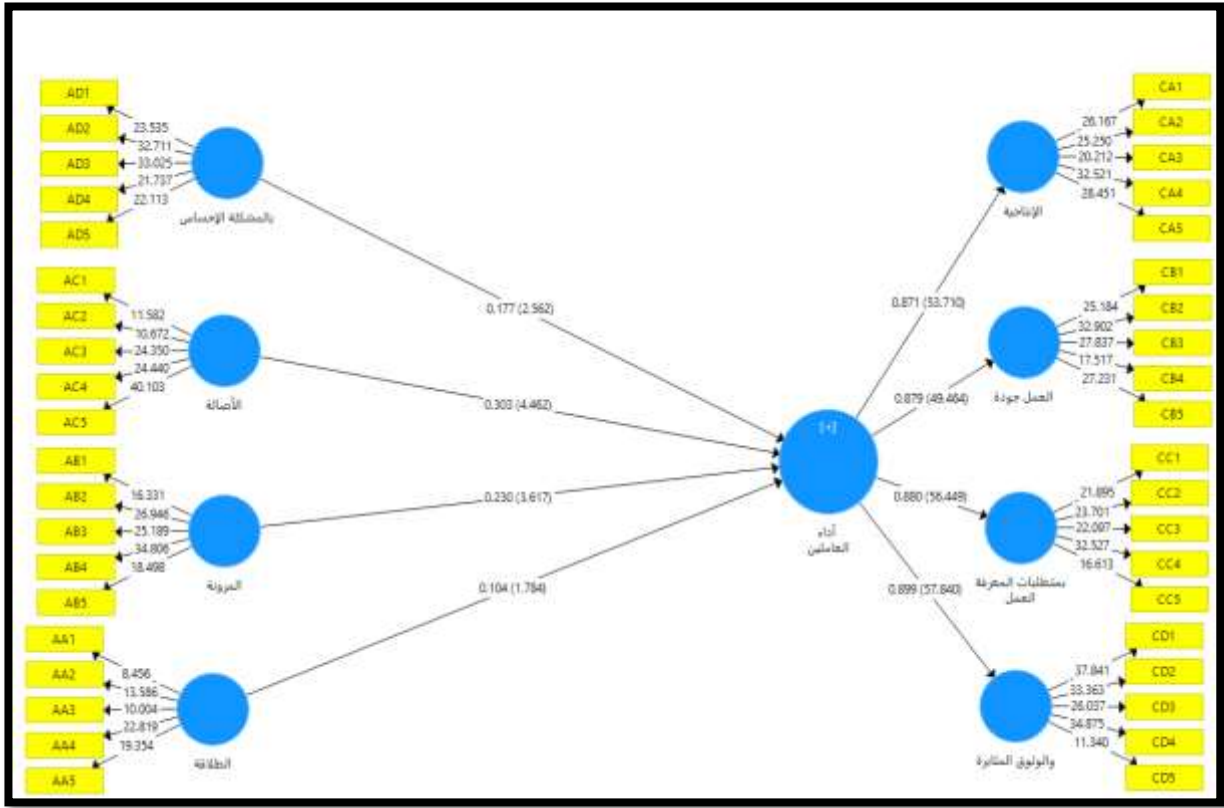 AD1
AD2
AD3
AD4
AD5
23.535
32.711
33.025
21.737
22.113
بالمشكلة الإحساس
AC1
AC2
AC3
AC4
AC5
11.582
10.672
24.350
24.440
40.103
الأصالة
AB1
AB2
AB3
AB4
AB5
16.331
26.946
25.189
34.806
18.498
المرونة
AA1
AA2
AA3
AA4
AA5
8.456
13.586
10.004
22.819
19.354
الطلاقة
0.177 (2.562)
0.303 (4.462)
0.230 (3.617)
0.104 (1.784)
[+]
أداء
العاملين
0.871 (53.710)
0.879 (49.464)
0.880 (56.449)
0.899 (57.840)
CA1
CA2
CA3
CA4
CA5
26.167
25.250
20.212
32.521
28.451
الإنتاجية
CB1
CB2
CB3
CB4
CB5
25.184
32.902
27.837
17.517
27.231
العمل جودة
CC1
CC2
CC3
CC4
CC5
21.895
23.701
22.097
32.527
16.613
بمتطلبات المعرفة
العمل
CD1
CD2
CD3
CD4
CD5
37.841
33.363
26.037
34.875
11.340
والوثوق المثابرة